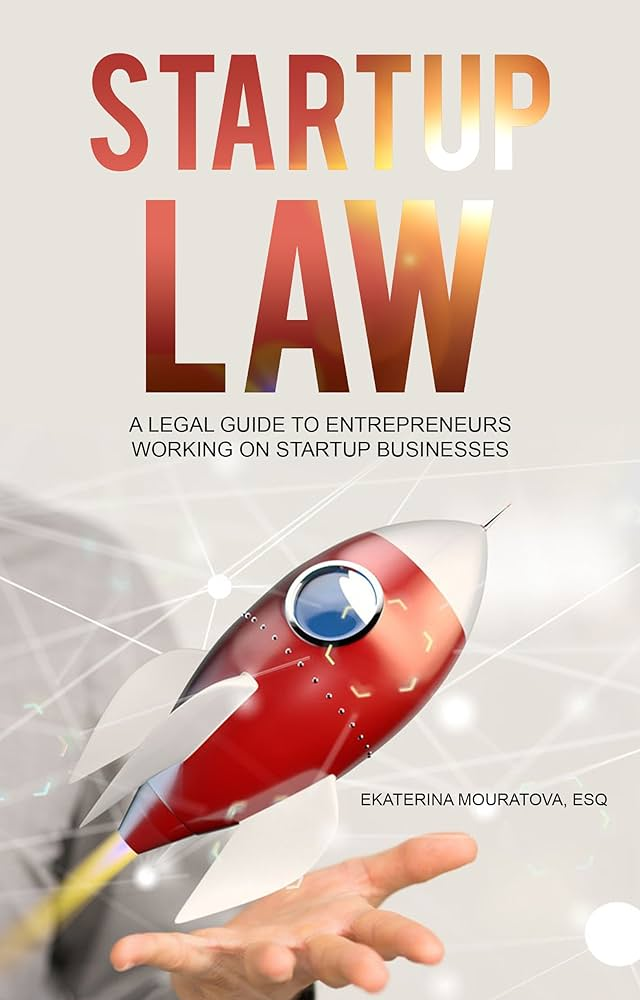 STARTUP
LAW
A LEGAL GUIDE TO ENTREPRENEURS
WORKING ON STARTUP BUSINESSES
EKATERINA MOURATOVA, ESQ